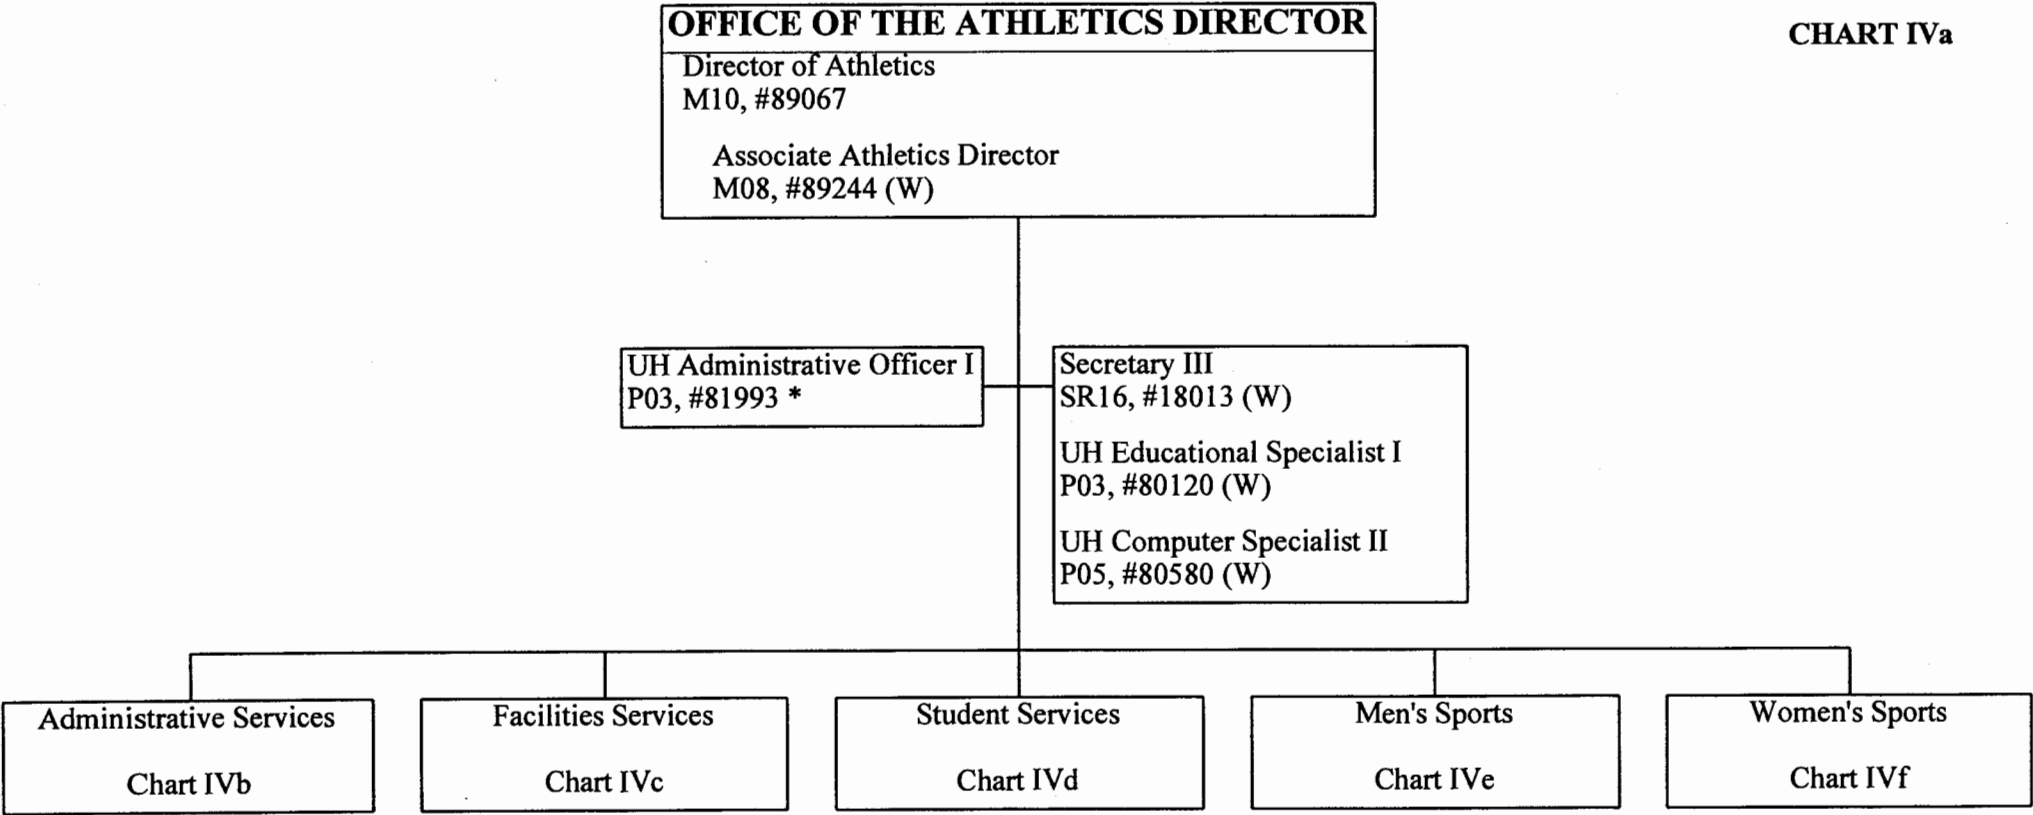 OFFICE OF THE ATHLETICS DIRECTOR
CHART IVa
Director of Athletics
M10, #89067
Associate Athletics Director
M08, #89244 (W)
UH Administrative Officer I
P03, #81993 *
Secretary III
SR16, #18013 (W)
UH Educational Specialist I
P03, #80120 (W)
UH Computer Specialist II
P05, #80580 (W)
Administrative Services
Chart IVb
Facilities Services
Chart IVc
Student Services
Chart IVd
Men's Sports
Chart IVe
Women's Sports
Chart IVf